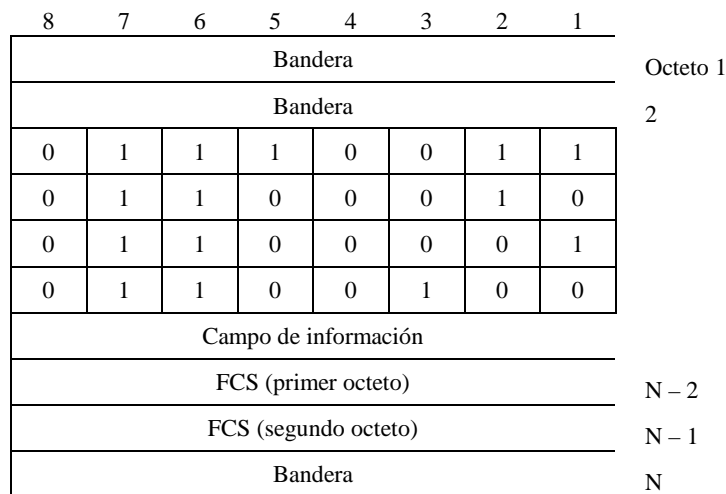 8 7 6 5 4 3 2 1
Bandera Octeto 1
Bandera 2
0 1 1 1 0 0 1 1
0 1 1 0 0 0 1 0
0 1 1 0 0 0 0 1
0 1 1 0 0 1 0 0
Campo de información
FCS (primer octeto) N – 2
FCS (segundo octeto) N – 1
Bandera N